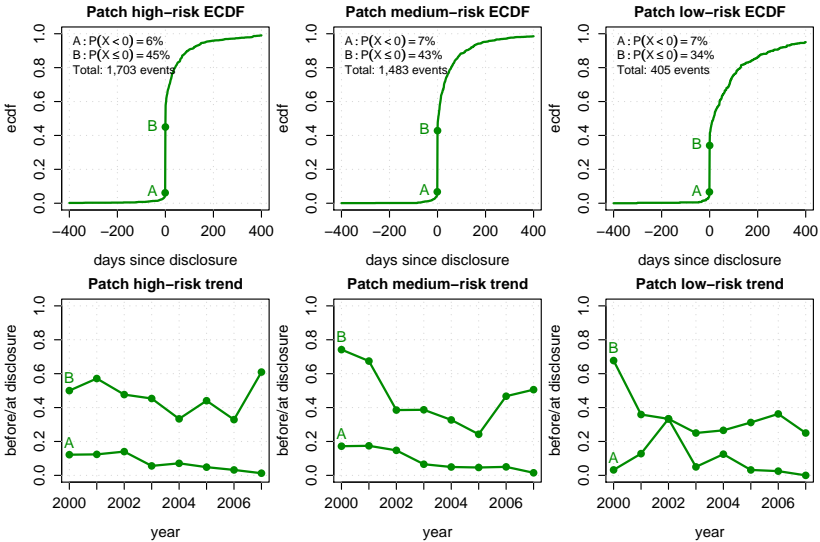 Patch high−risk ECDF
A : P(X < 0) = 6%
B : P(X ≤ 0) = 45%
Total: 1,703 events
B
A
ecdf
0.0 0.2 0.4 0.6 0.8 1.0
−400 −200 0 200 400
days since disclosure
Patch medium−risk ECDF
A : P(X < 0) = 7%
B : P(X ≤ 0) = 43%
Total: 1,483 events
B
A
ecdf
0.0 0.2 0.4 0.6 0.8 1.0
−400 −200 0 200 400
days since disclosure
Patch low−risk ECDF
A : P(X < 0) = 7%
B : P(X ≤ 0) = 34%
Total: 405 events
B
A
ecdf
0.0 0.2 0.4 0.6 0.8 1.0
−400 −200 0 200 400
days since disclosure
Patch high−risk trend
B
A
before/at disclosure
0.0 0.2 0.4 0.6 0.8 1.0
2000 2002 2004 2006
year
Patch medium−risk trend
B
A
before/at disclosure
0.0 0.2 0.4 0.6 0.8 1.0
2000 2002 2004 2006
year
Patch low−risk trend
B
A
before/at disclosure
0.0 0.2 0.4 0.6 0.8 1.0
2000 2002 2004 2006
year